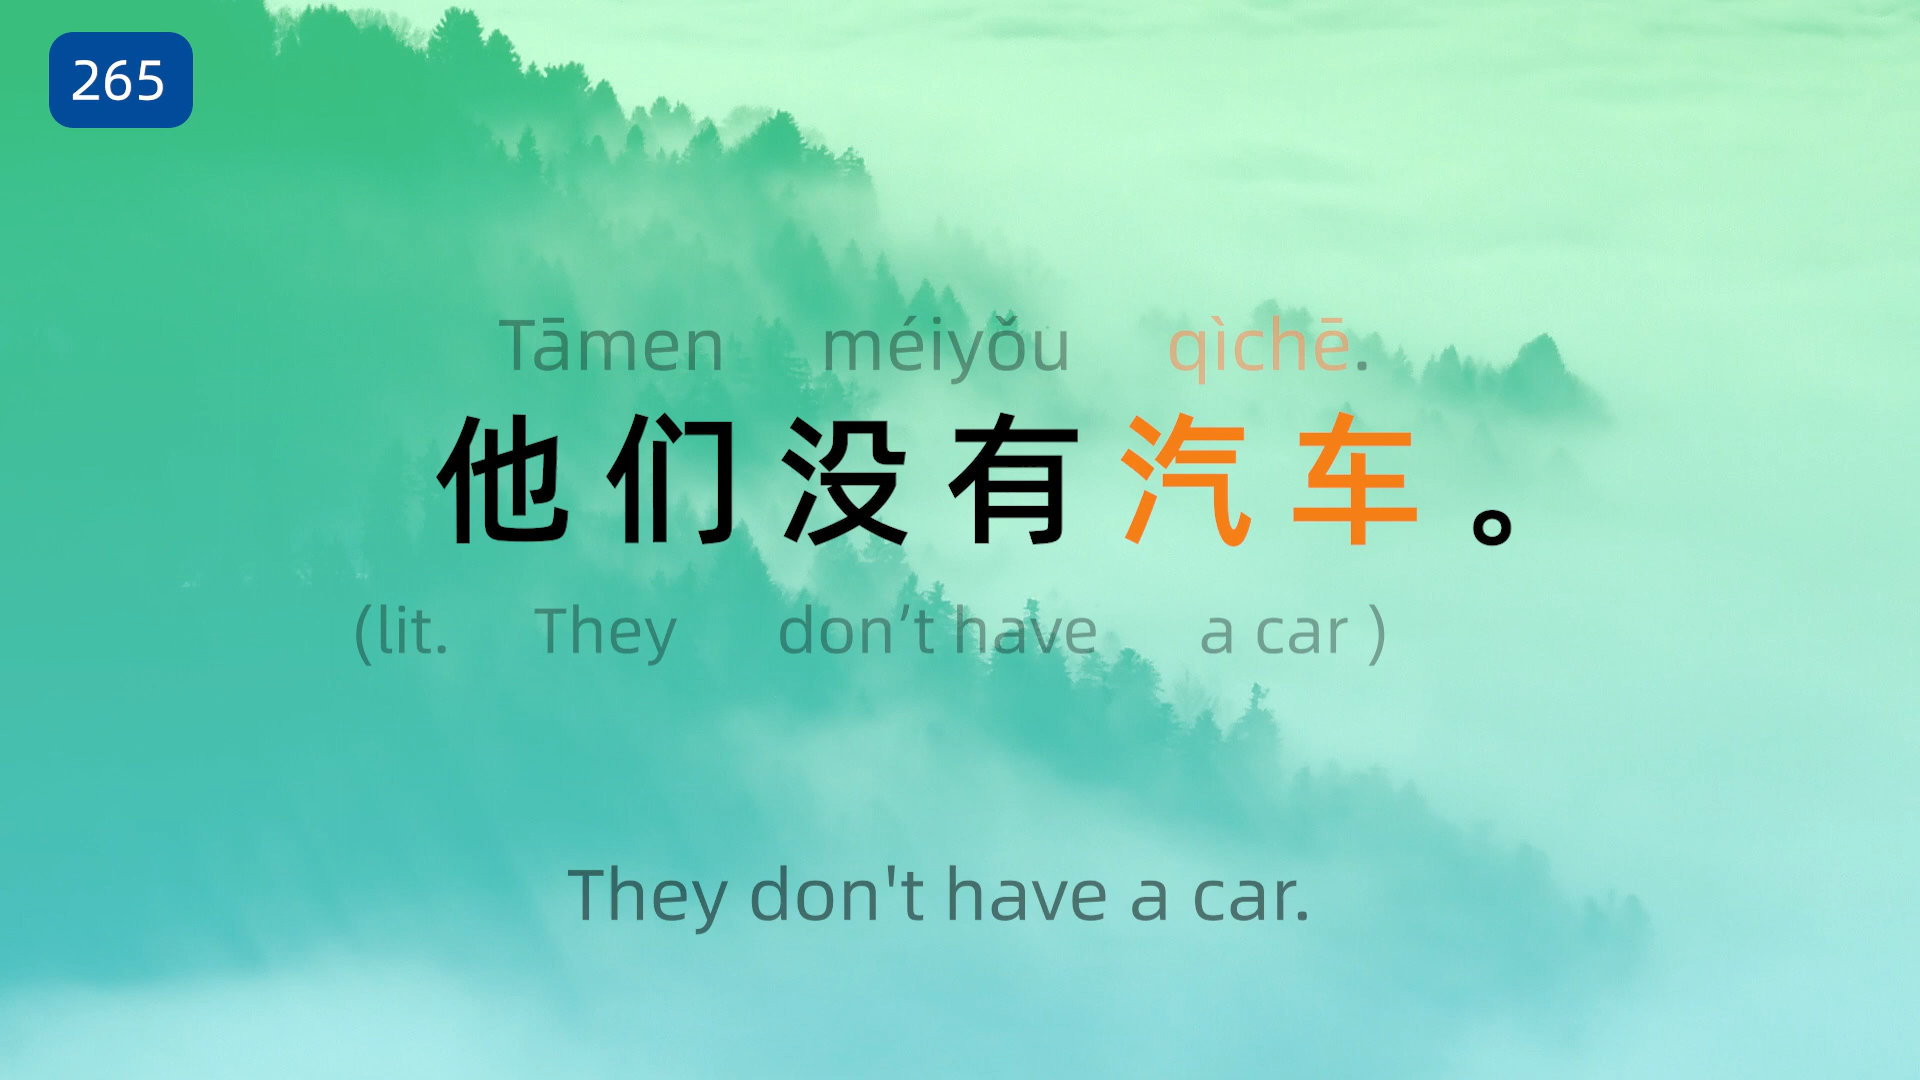 265
Tāmen méiyǒu qìchē.
他们没有汽车。
(lit. They don’t have a car )
They don't have a car.